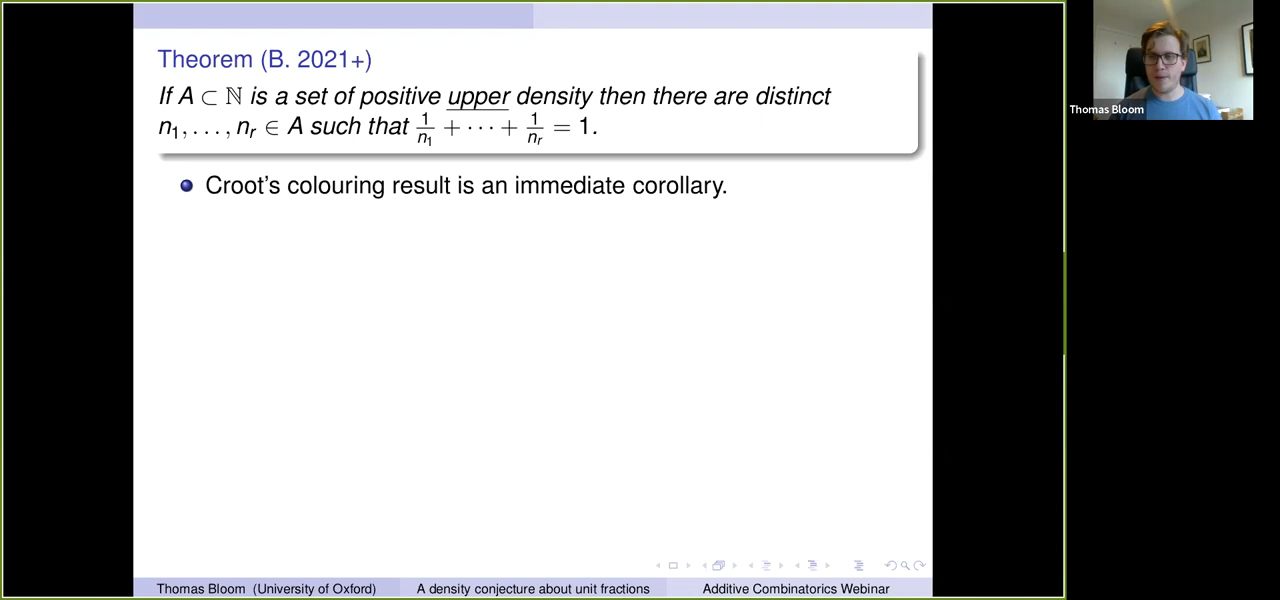 Theorem (B. 2021+)
If A ⊂ ℕ is a set of positive upper density then there are distinct
n₁, . . . , nᵣ ∈ A such that 1/n₁ + ⋯ + 1/nᵣ = 1.
Croot's colouring result is an immediate corollary.
Thomas Bloom (University of Oxford) A density conjecture about unit fractions Additive Combinatorics Webinar
Thomas Bloom